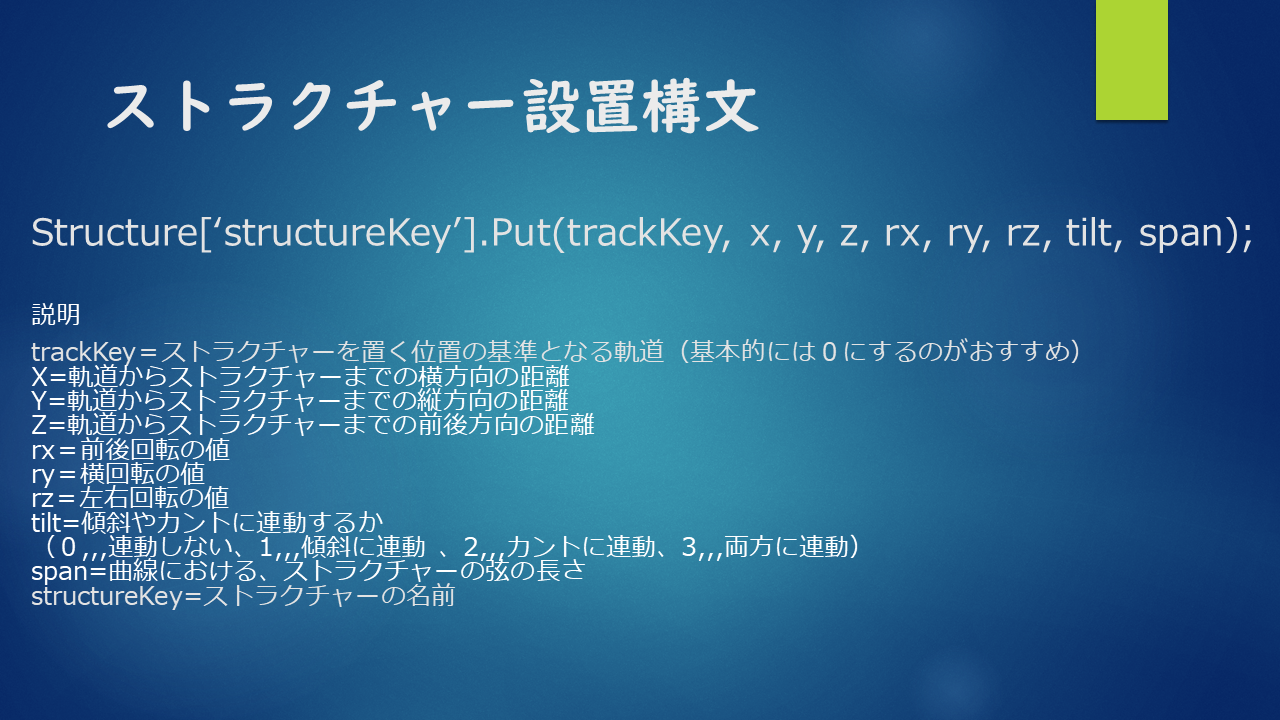 ストラクチャー設置構文
Structure[‘structureKey’].Put(trackKey, x, y, z, rx, ry, rz, tilt, span);
説明
trackKey＝ストラクチャーを置く位置の基準となる軌道（基本的には０にするのがおすすめ）
X=軌道からストラクチャーまでの横方向の距離
Y=軌道からストラクチャーまでの縦方向の距離
Z=軌道からストラクチャーまでの前後方向の距離
rx＝前後回転の値
ry＝横回転の値
rz＝左右回転の値
tilt=傾斜やカントに連動するか
（０,,,連動しない、1,,,傾斜に連動 、2,,,カントに連動、3,,,両方に連動）
span=曲線における、ストラクチャーの弦の長さ
structureKey=ストラクチャーの名前